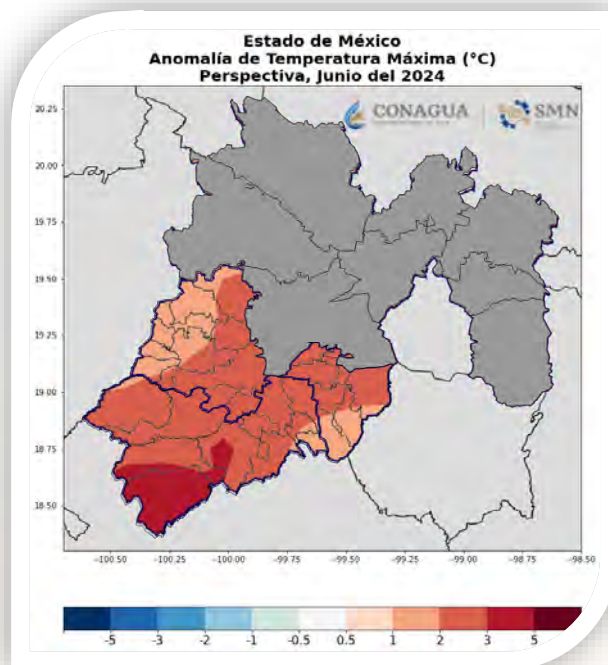 Estado de México
Anomalía de Temperatura Máxima (°C)
Perspectiva, Junio del 2024
CONAGUA
SMN
20.25
20.00
19.75
19.50
19.25
19.00
18.75
18.50
−100.50 −100.25 −100.00 −99.75 −99.50 −99.25 −99.00 −98.75 −98.50
-5 -3 -2 -1 -0.5 0.5 1 2 3 5